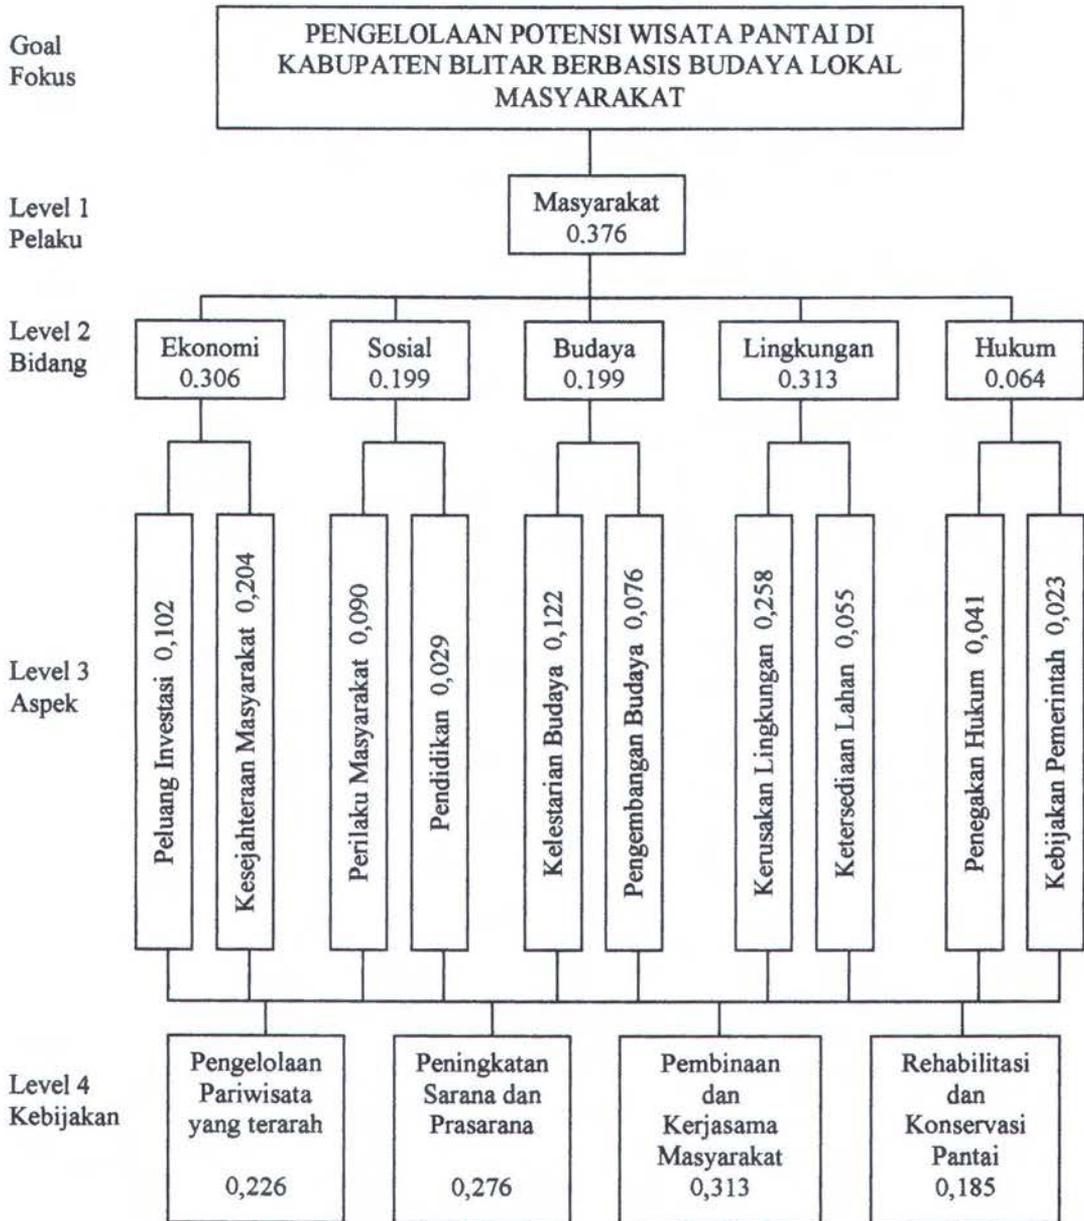 Goal
Fokus
PENGELOLAAN POTENSI WISATA PANTAI DI
KABUPATEN BLITAR BERBASIS BUDAYA LOKAL
MASYARAKAT
Level 1
Pelaku
Masyarakat
0.376
Level 2
Bidang
Ekonomi
0.306
Sosial
0.199
Budaya
0.199
Lingkungan
0.313
Hukum
0.064
Level 3
Aspek
Peluang Investasi 0,102
Kesejahteraan Masyarakat 0,204
Perilaku Masyarakat 0,090
Pendidikan 0,029
Kelestarian Budaya 0,122
Pengembangan Budaya 0,076
Kerusakan Lingkungan 0,258
Ketersediaan Lahan 0,055
Penegakan Hukum 0,041
Kebijakan Pemerintah 0,023
Level 4
Kebijakan
Pengelolaan
Pariwisata
yang terarah
0,226
Peningkatan
Sarana dan
Prasarana
0,276
Pembinaan
dan
Kerjasama
Masyarakat
0,313
Rehabilitasi
dan
Konservasi
Pantai
0,185